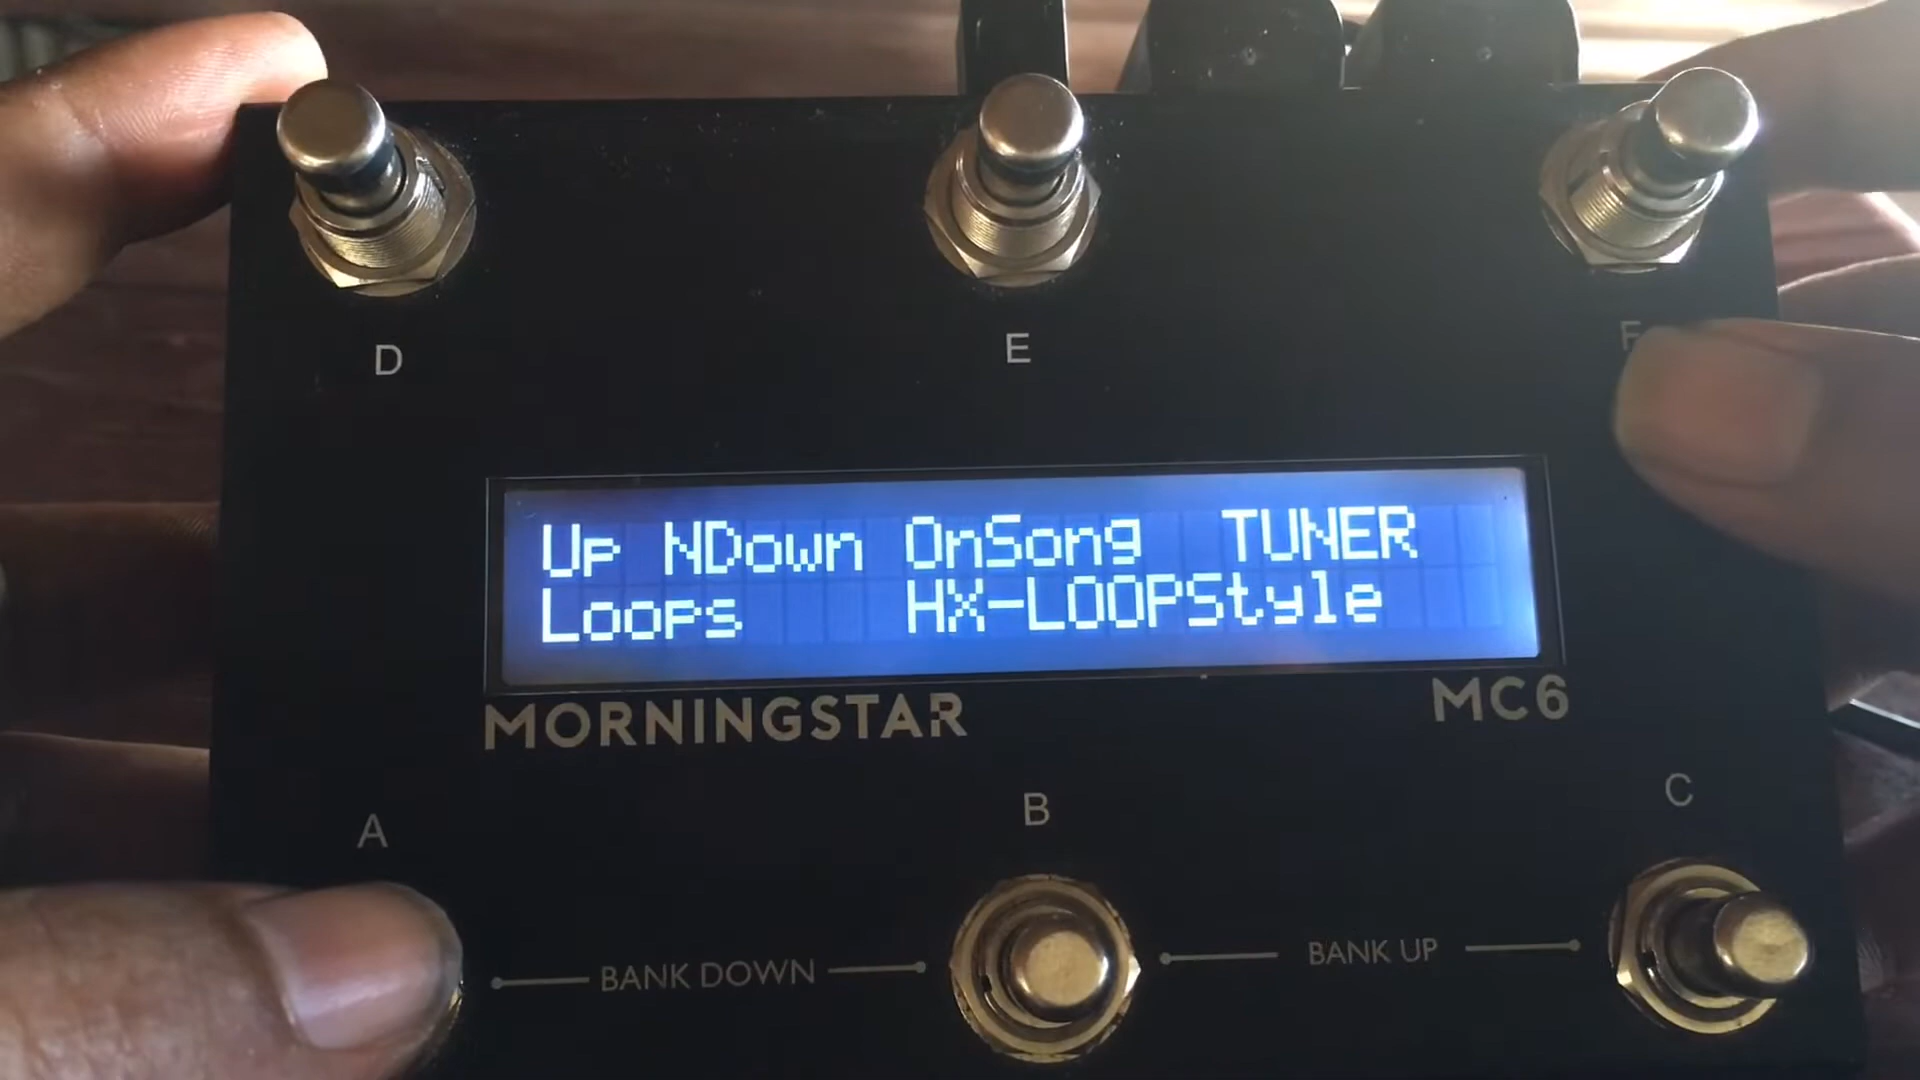 D
E
F
Up NDown OnSong TUNER
Loops HX-LOOPStyle
MORNINGSTAR
MC6
A
B
C
BANK DOWN
BANK UP